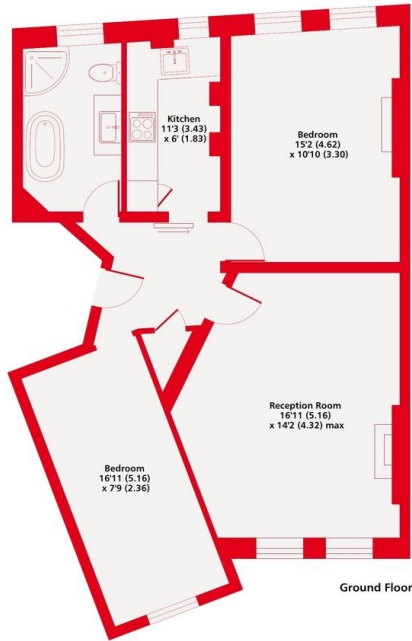 Kitchen
11'3 (3.43)
x 6' (1.83)
Bedroom
15'2 (4.62)
x 10'10 (3.30)
Reception Room
16'11 (5.16)
x 14'2 (4.32) max
Bedroom
16'11 (5.16)
x 7'9 (2.36)
Ground Floor